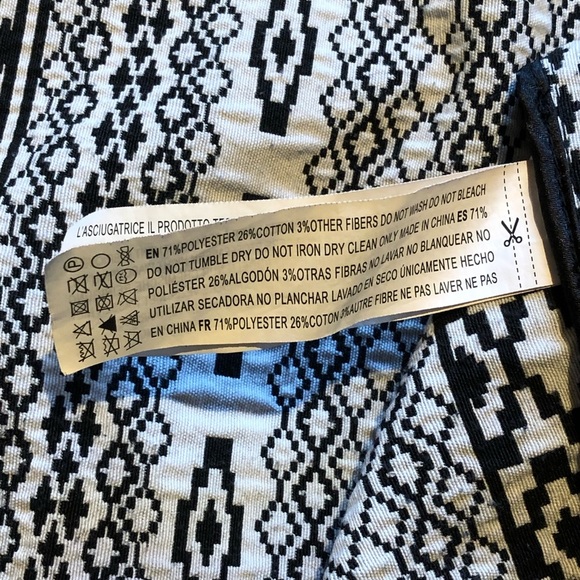 L'ASCIUGATRICE IL PRODOTTO
EN 71%POLYESTER 26%COTTON 3%OTHER FIBERS DO NOT WASH DO NOT BLEACH
DO NOT TUMBLE DRY DO NOT IRON DRY CLEAN ONLY MADE IN CHINA ES 71%
POLIÉSTER 26%ALGODÓN 3%OTRAS FIBRAS NO LAVAR NO BLANQUEAR NO
UTILIZAR SECADORA NO PLANCHAR LAVADO EN SECO ÚNICAMENTE HECHO
EN CHINA FR 71%POLYESTER 26%COTON 3%AUTRE FIBRE NE PAS LAVER NE PAS